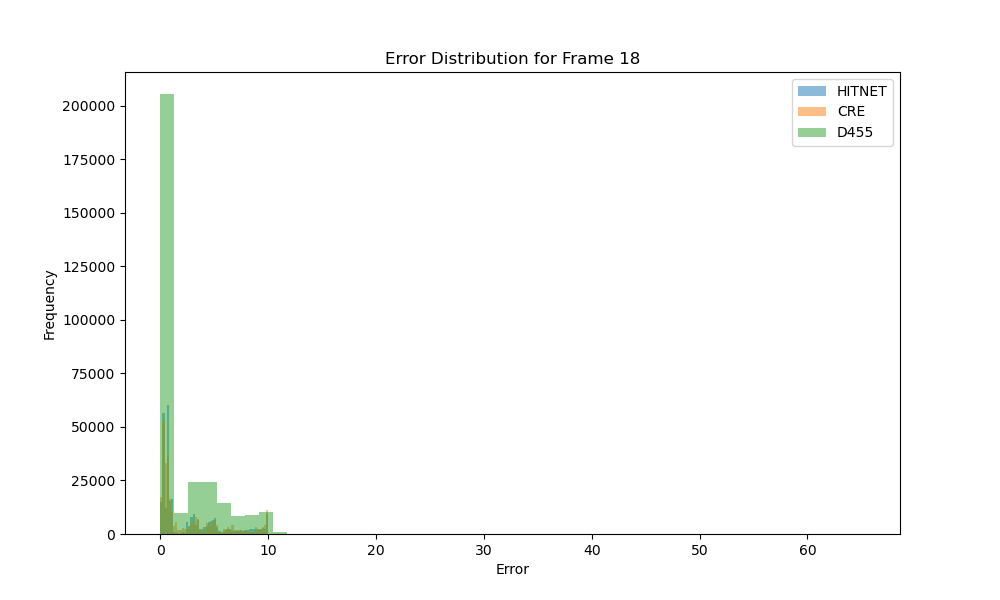 Error Distribution for Frame 18
HITNET
CRE
D455
200000
175000
150000
125000
100000
75000
50000
25000
0
Frequency
0 10 20 30 40 50 60
Error